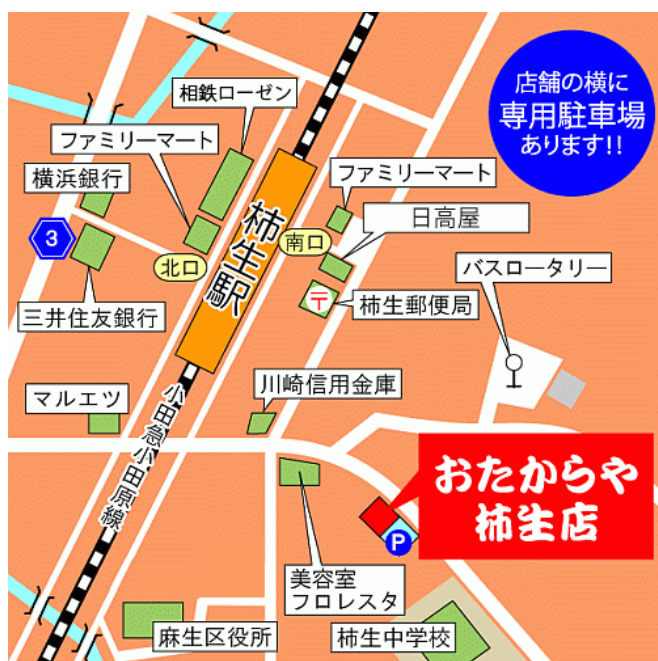 店舗の横に
専用駐車場
あります!!
相鉄ローゼン
ファミリーマート
横浜銀行
3
三井住友銀行
北口
柿生駅
南口
ファミリーマート
日高屋
柿生郵便局
バスロータリー
マルエツ
川崎信用金庫
小田急小田原線
おたからや
柿生店
P
美容室
フロレスタ
麻生区役所
柿生中学校